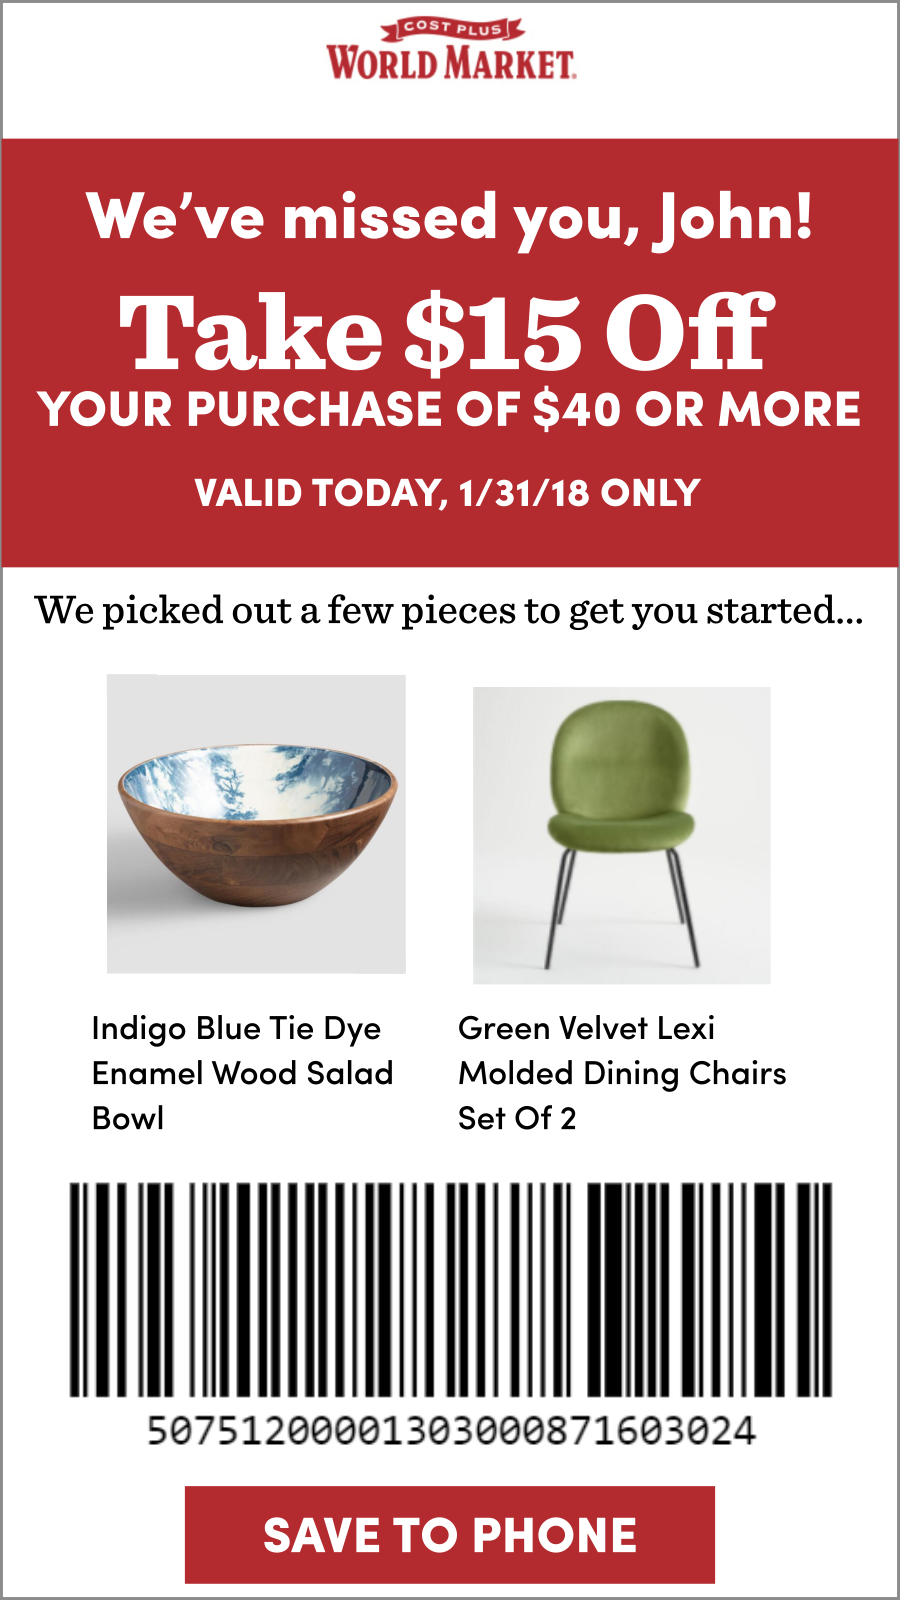 COST PLUS
WORLD MARKET.
We've missed you, John!
Take $15 Off
YOUR PURCHASE OF $40 OR MORE
VALID TODAY, 1/31/18 ONLY
We picked out a few pieces to get you started...
Indigo Blue Tie Dye
Enamel Wood Salad
Bowl
Green Velvet Lexi
Molded Dining Chairs
Set Of 2
50751200001303000871603024
SAVE TO PHONE